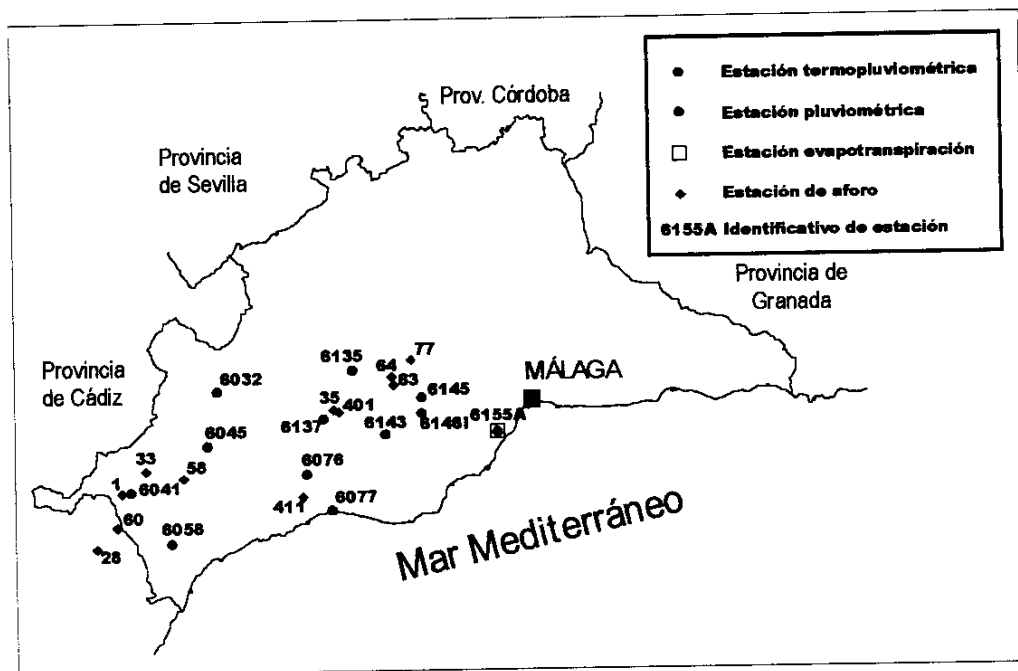 Estación termopluviométrica
Estación pluviométrica
Estación evapotranspiración
Estación de aforo
6155A Identificativo de estación
Prov. Córdoba
Provincia
de Sevilla
Provincia de
Granada
Provincia
de Cádiz
MÁLAGA
Mar Mediterráneo
77
6135
64
63
6032
6145
35
401
6155A
6137
6143
6146I
6045
33
58
6076
1
6041
411
6077
60
6058
28